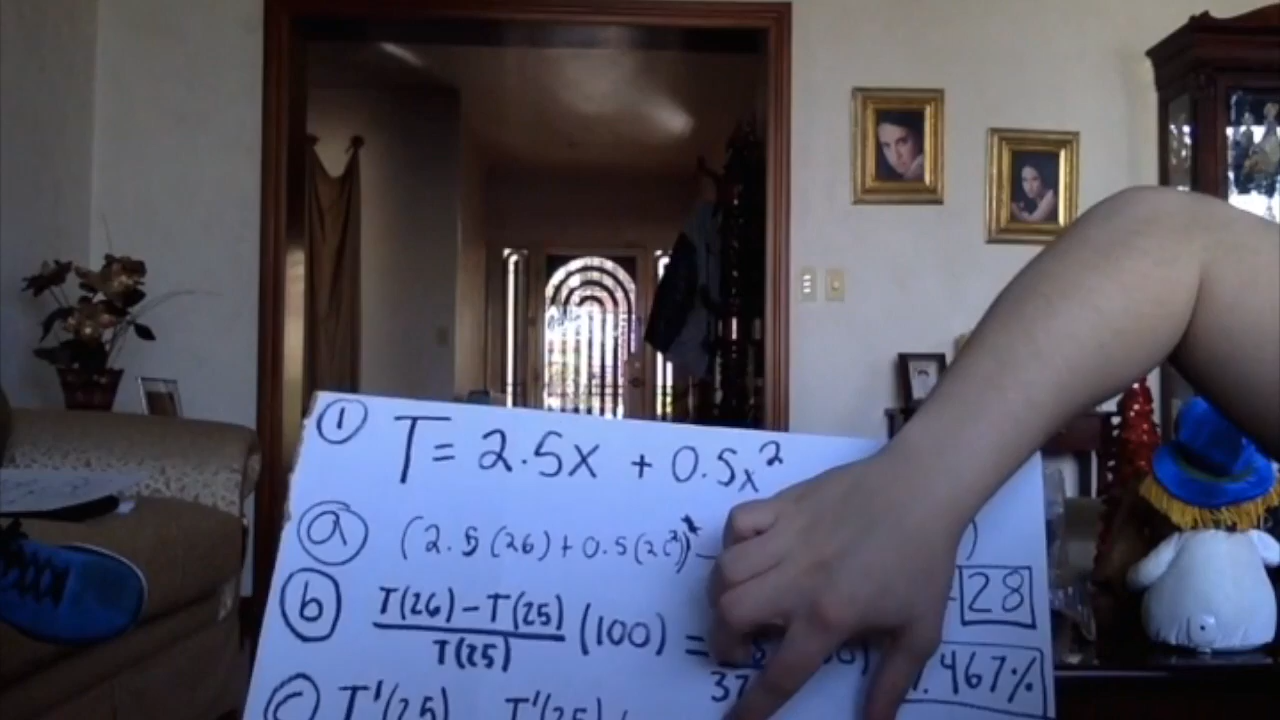 ① T = 2.5x + 0.5x²
ⓐ (2.5(26) + 0.5(26²)) – )
28
ⓑ T(26) – T(25) / T(25) (100) = 37 .467%
ⓒ T'(25) T'(25)